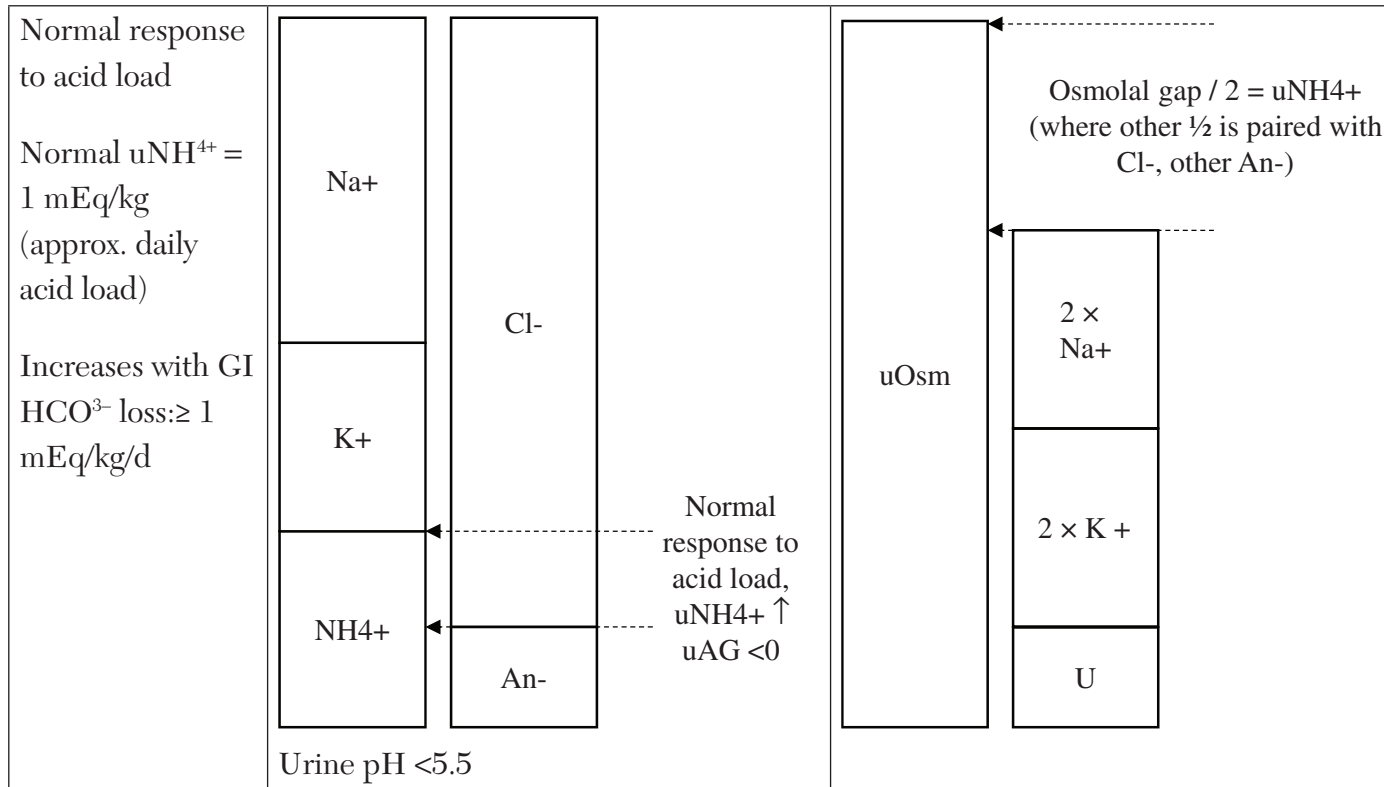 Normal response
to acid load
Normal uNH⁴⁺ =
1 mEq/kg
(approx. daily
acid load)
Increases with GI
HCO³⁻ loss:≥ 1
mEq/kg/d
Na+
K+
NH4+
Cl-
An-
Urine pH <5.5
Normal
response to
acid load,
uNH4+ ↑
uAG <0
uOsm
Osmolal gap / 2 = uNH4+
(where other ½ is paired with
Cl-, other An-)
2 ×
Na+
2 × K +
U